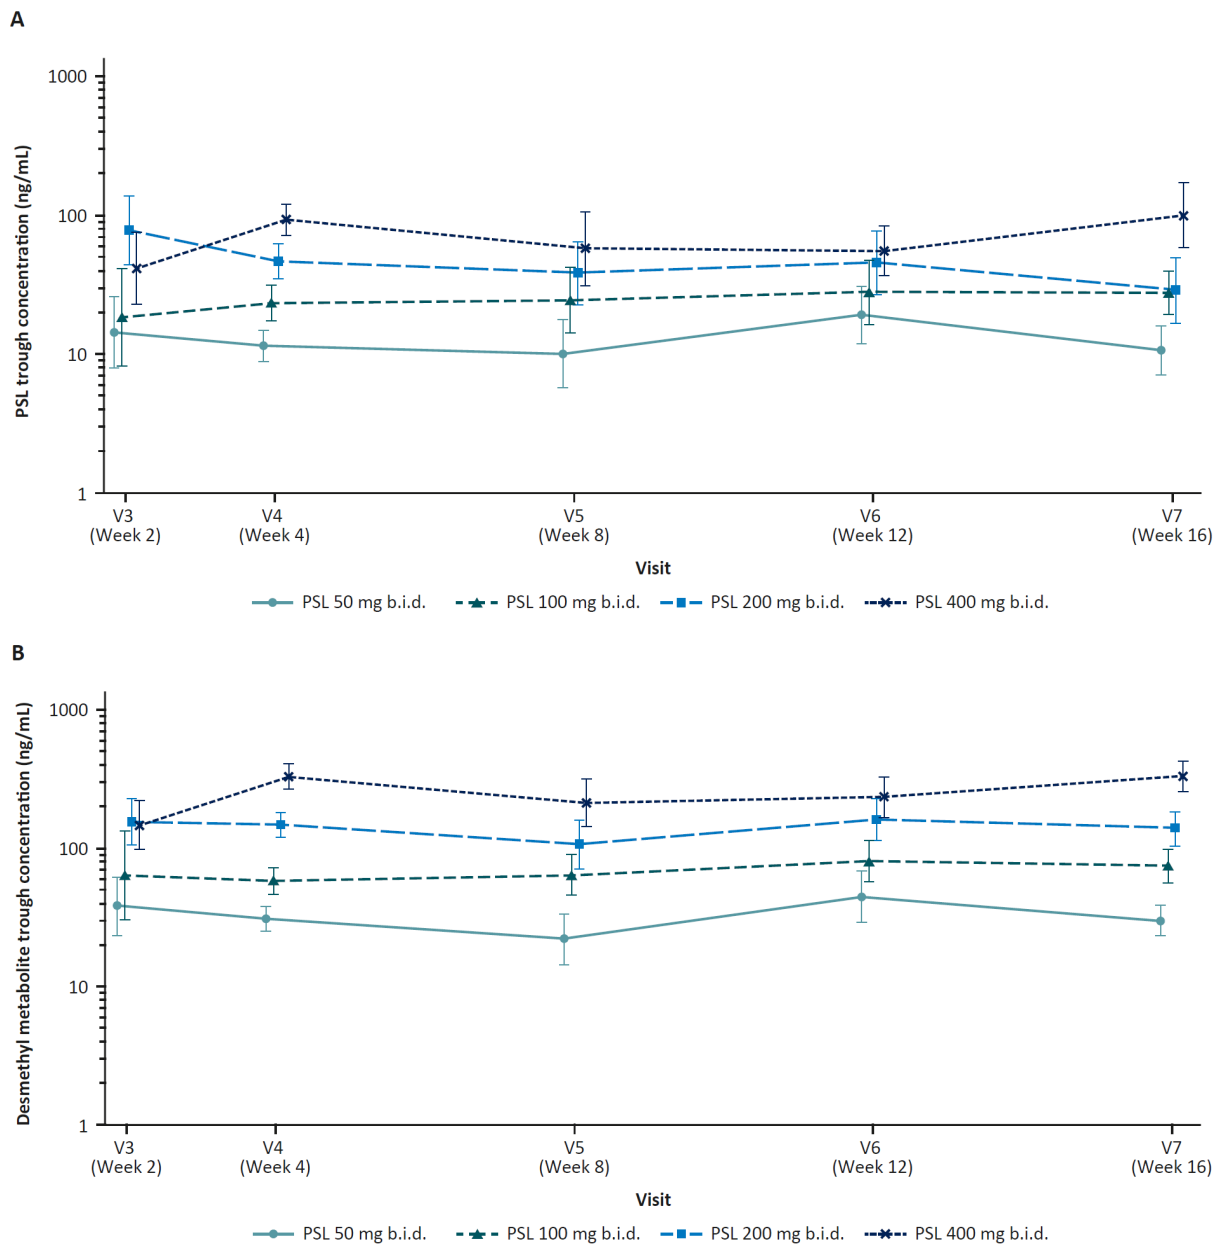 A
PSL trough concentration (ng/mL)
1000
100
10
1
V3 V4 V5 V6 V7
(Week 2) (Week 4) (Week 8) (Week 12) (Week 16)
Visit
PSL 50 mg b.i.d. PSL 100 mg b.i.d. PSL 200 mg b.i.d. PSL 400 mg b.i.d.
B
Desmethyl metabolite trough concentration (ng/mL)
1000
100
10
1
V3 V4 V5 V6 V7
(Week 2) (Week 4) (Week 8) (Week 12) (Week 16)
Visit
PSL 50 mg b.i.d. PSL 100 mg b.i.d. PSL 200 mg b.i.d. PSL 400 mg b.i.d.